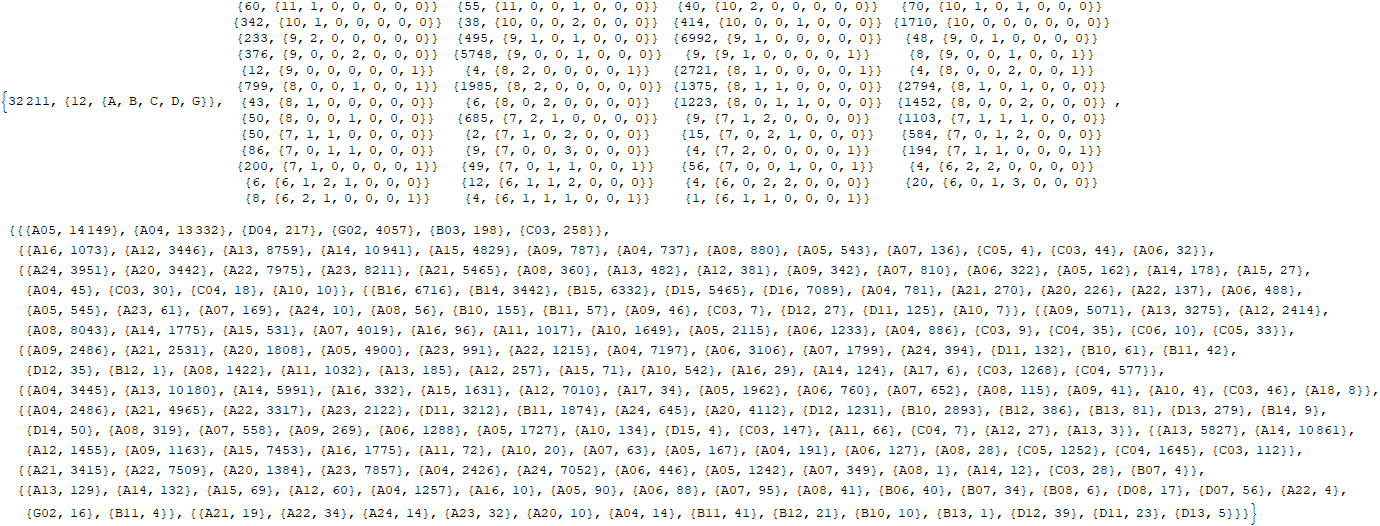 {60, {11, 1, 0, 0, 0, 0, 0}} {55, {11, 0, 0, 1, 0, 0, 0}} {40, {10, 2, 0, 0, 0, 0, 0}} {70, {10, 1, 0, 1, 0, 0, 0}}
{342, {10, 1, 0, 0, 0, 0, 0}} {38, {10, 0, 0, 2, 0, 0, 0}} {414, {10, 0, 0, 1, 0, 0, 0}} {1710, {10, 0, 0, 0, 0, 0, 0}}
{233, {9, 2, 0, 0, 0, 0, 0}} {495, {9, 1, 0, 1, 0, 0, 0}} {6992, {9, 1, 0, 0, 0, 0, 0}} {48, {9, 0, 1, 0, 0, 0, 0}}
{376, {9, 0, 0, 2, 0, 0, 0}} {5748, {9, 0, 0, 1, 0, 0, 0}} {9, {9, 1, 0, 0, 0, 0, 1}} {8, {9, 0, 0, 1, 0, 0, 1}}
{12, {9, 0, 0, 0, 0, 0, 1}} {4, {8, 2, 0, 0, 0, 0, 1}} {2721, {8, 1, 0, 0, 0, 0, 1}} {4, {8, 0, 0, 2, 0, 0, 1}}
{799, {8, 0, 0, 1, 0, 0, 1}} {1985, {8, 2, 0, 0, 0, 0, 0}} {1375, {8, 1, 1, 0, 0, 0, 0}} {2794, {8, 1, 0, 1, 0, 0, 0}}
{32211, {12, {A, B, C, D, G}}, {43, {8, 1, 0, 0, 0, 0, 0}} {6, {8, 0, 2, 0, 0, 0, 0}} {1223, {8, 0, 1, 1, 0, 0, 0}} {1452, {8, 0, 0, 2, 0, 0, 0}} ,
{50, {8, 0, 0, 1, 0, 0, 0}} {685, {7, 2, 1, 0, 0, 0, 0}} {9, {7, 1, 2, 0, 0, 0, 0}} {1103, {7, 1, 1, 1, 0, 0, 0}}
{50, {7, 1, 1, 0, 0, 0, 0}} {2, {7, 1, 0, 2, 0, 0, 0}} {15, {7, 0, 2, 1, 0, 0, 0}} {584, {7, 0, 1, 2, 0, 0, 0}}
{86, {7, 0, 1, 1, 0, 0, 0}} {9, {7, 0, 0, 3, 0, 0, 0}} {4, {7, 2, 0, 0, 0, 0, 1}} {194, {7, 1, 1, 0, 0, 0, 1}}
{200, {7, 1, 0, 0, 0, 0, 1}} {49, {7, 0, 1, 1, 0, 0, 1}} {56, {7, 0, 0, 1, 0, 0, 1}} {4, {6, 2, 2, 0, 0, 0, 0}}
{6, {6, 1, 2, 1, 0, 0, 0}} {12, {6, 1, 1, 2, 0, 0, 0}} {4, {6, 0, 2, 2, 0, 0, 0}} {20, {6, 0, 1, 3, 0, 0, 0}}
{8, {6, 2, 1, 0, 0, 0, 1}} {4, {6, 1, 1, 1, 0, 0, 1}} {1, {6, 1, 1, 0, 0, 0, 1}}
{{{A05, 14149}, {A04, 13332}, {D04, 217}, {G02, 4057}, {B03, 198}, {C03, 258}},
{{A16, 1073}, {A12, 3446}, {A13, 8759}, {A14, 10941}, {A15, 4829}, {A09, 787}, {A04, 737}, {A08, 880}, {A05, 543}, {A07, 136}, {C05, 4}, {C03, 44}, {A06, 32}},
{{A24, 3951}, {A20, 3442}, {A22, 7975}, {A23, 8211}, {A21, 5465}, {A08, 360}, {A13, 482}, {A12, 381}, {A09, 342}, {A07, 810}, {A06, 322}, {A05, 162}, {A14, 178}, {A15, 27},
{A04, 45}, {C03, 30}, {C04, 18}, {A10, 10}}, {{B16, 6716}, {B14, 3442}, {B15, 6332}, {D15, 5465}, {D16, 7089}, {A04, 781}, {A21, 270}, {A20, 226}, {A22, 137}, {A06, 488},
{A05, 545}, {A23, 61}, {A07, 169}, {A24, 10}, {A08, 56}, {B10, 155}, {B11, 57}, {A09, 46}, {C03, 7}, {D12, 27}, {D11, 125}, {A10, 7}}, {{A09, 5071}, {A13, 3275}, {A12, 2414},
{A08, 8043}, {A14, 1775}, {A15, 531}, {A07, 4019}, {A16, 96}, {A11, 1017}, {A10, 1649}, {A05, 2115}, {A06, 1233}, {A04, 886}, {C03, 9}, {C04, 35}, {C06, 10}, {C05, 33}},
{{A09, 2486}, {A21, 2531}, {A20, 1808}, {A05, 4900}, {A23, 991}, {A22, 1215}, {A04, 7197}, {A06, 3106}, {A07, 1799}, {A24, 394}, {D11, 132}, {B10, 61}, {B11, 42},
{D12, 35}, {B12, 1}, {A08, 1422}, {A11, 1032}, {A13, 185}, {A12, 257}, {A15, 71}, {A10, 542}, {A16, 29}, {A14, 124}, {A17, 6}, {C03, 1268}, {C04, 577}},
{{A04, 3445}, {A13, 10180}, {A14, 5991}, {A16, 332}, {A15, 1631}, {A12, 7010}, {A17, 34}, {A05, 1962}, {A06, 760}, {A07, 652}, {A08, 115}, {A09, 41}, {A10, 4}, {C03, 46}, {A18, 8}},
{{A04, 2486}, {A21, 4965}, {A22, 3317}, {A23, 2122}, {D11, 3212}, {B11, 1874}, {A24, 645}, {A20, 4112}, {D12, 1231}, {B10, 2893}, {B12, 386}, {B13, 81}, {D13, 279}, {B14, 9},
{D14, 50}, {A08, 319}, {A07, 558}, {A09, 269}, {A06, 1288}, {A05, 1727}, {A10, 134}, {D15, 4}, {C03, 147}, {A11, 66}, {C04, 7}, {A12, 27}, {A13, 3}}, {{A13, 5827}, {A14, 10861},
{A12, 1455}, {A09, 1163}, {A15, 7453}, {A16, 1775}, {A11, 72}, {A10, 20}, {A07, 63}, {A05, 167}, {A04, 191}, {A06, 127}, {A08, 28}, {C05, 1252}, {C04, 1645}, {C03, 112}},
{{A21, 3415}, {A22, 7509}, {A20, 1384}, {A23, 7857}, {A04, 2426}, {A24, 7052}, {A06, 446}, {A05, 1242}, {A07, 349}, {A08, 1}, {A14, 12}, {C03, 28}, {B07, 4}},
{{A13, 129}, {A14, 132}, {A15, 69}, {A12, 60}, {A04, 1257}, {A16, 10}, {A05, 90}, {A06, 88}, {A07, 95}, {A08, 41}, {B06, 40}, {B07, 34}, {B08, 6}, {D08, 17}, {D07, 56}, {A22, 4},
{G02, 16}, {B11, 4}}, {{A21, 19}, {A22, 34}, {A24, 14}, {A23, 32}, {A20, 10}, {A04, 14}, {B11, 41}, {B12, 21}, {B10, 10}, {B13, 1}, {D12, 39}, {D11, 23}, {D13, 5}}}}